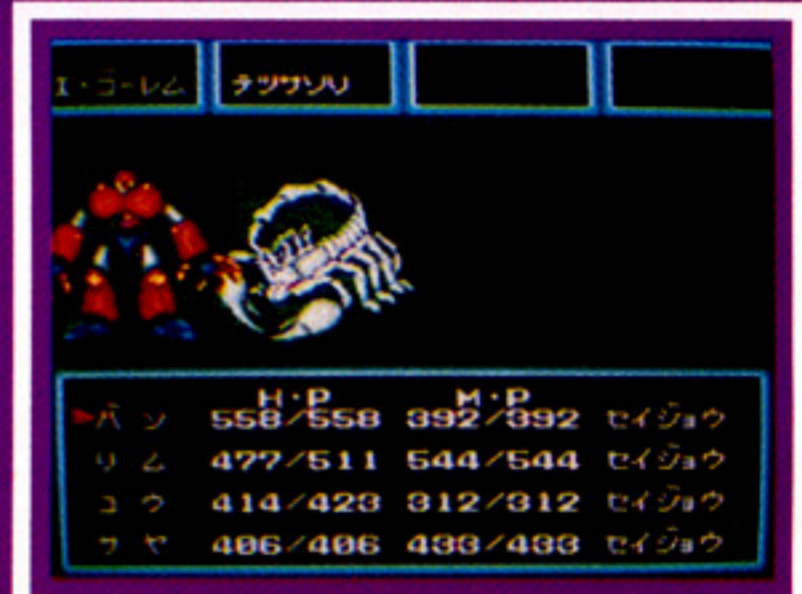 I・ゴーレム テツサソリ
H・P M・P
バン 558/558 392/392 セイジョウ
リム 477/511 544/544 セイジョウ
コウ 414/423 312/312 セイジョウ
フヤ 406/406 433/433 セイジョウ